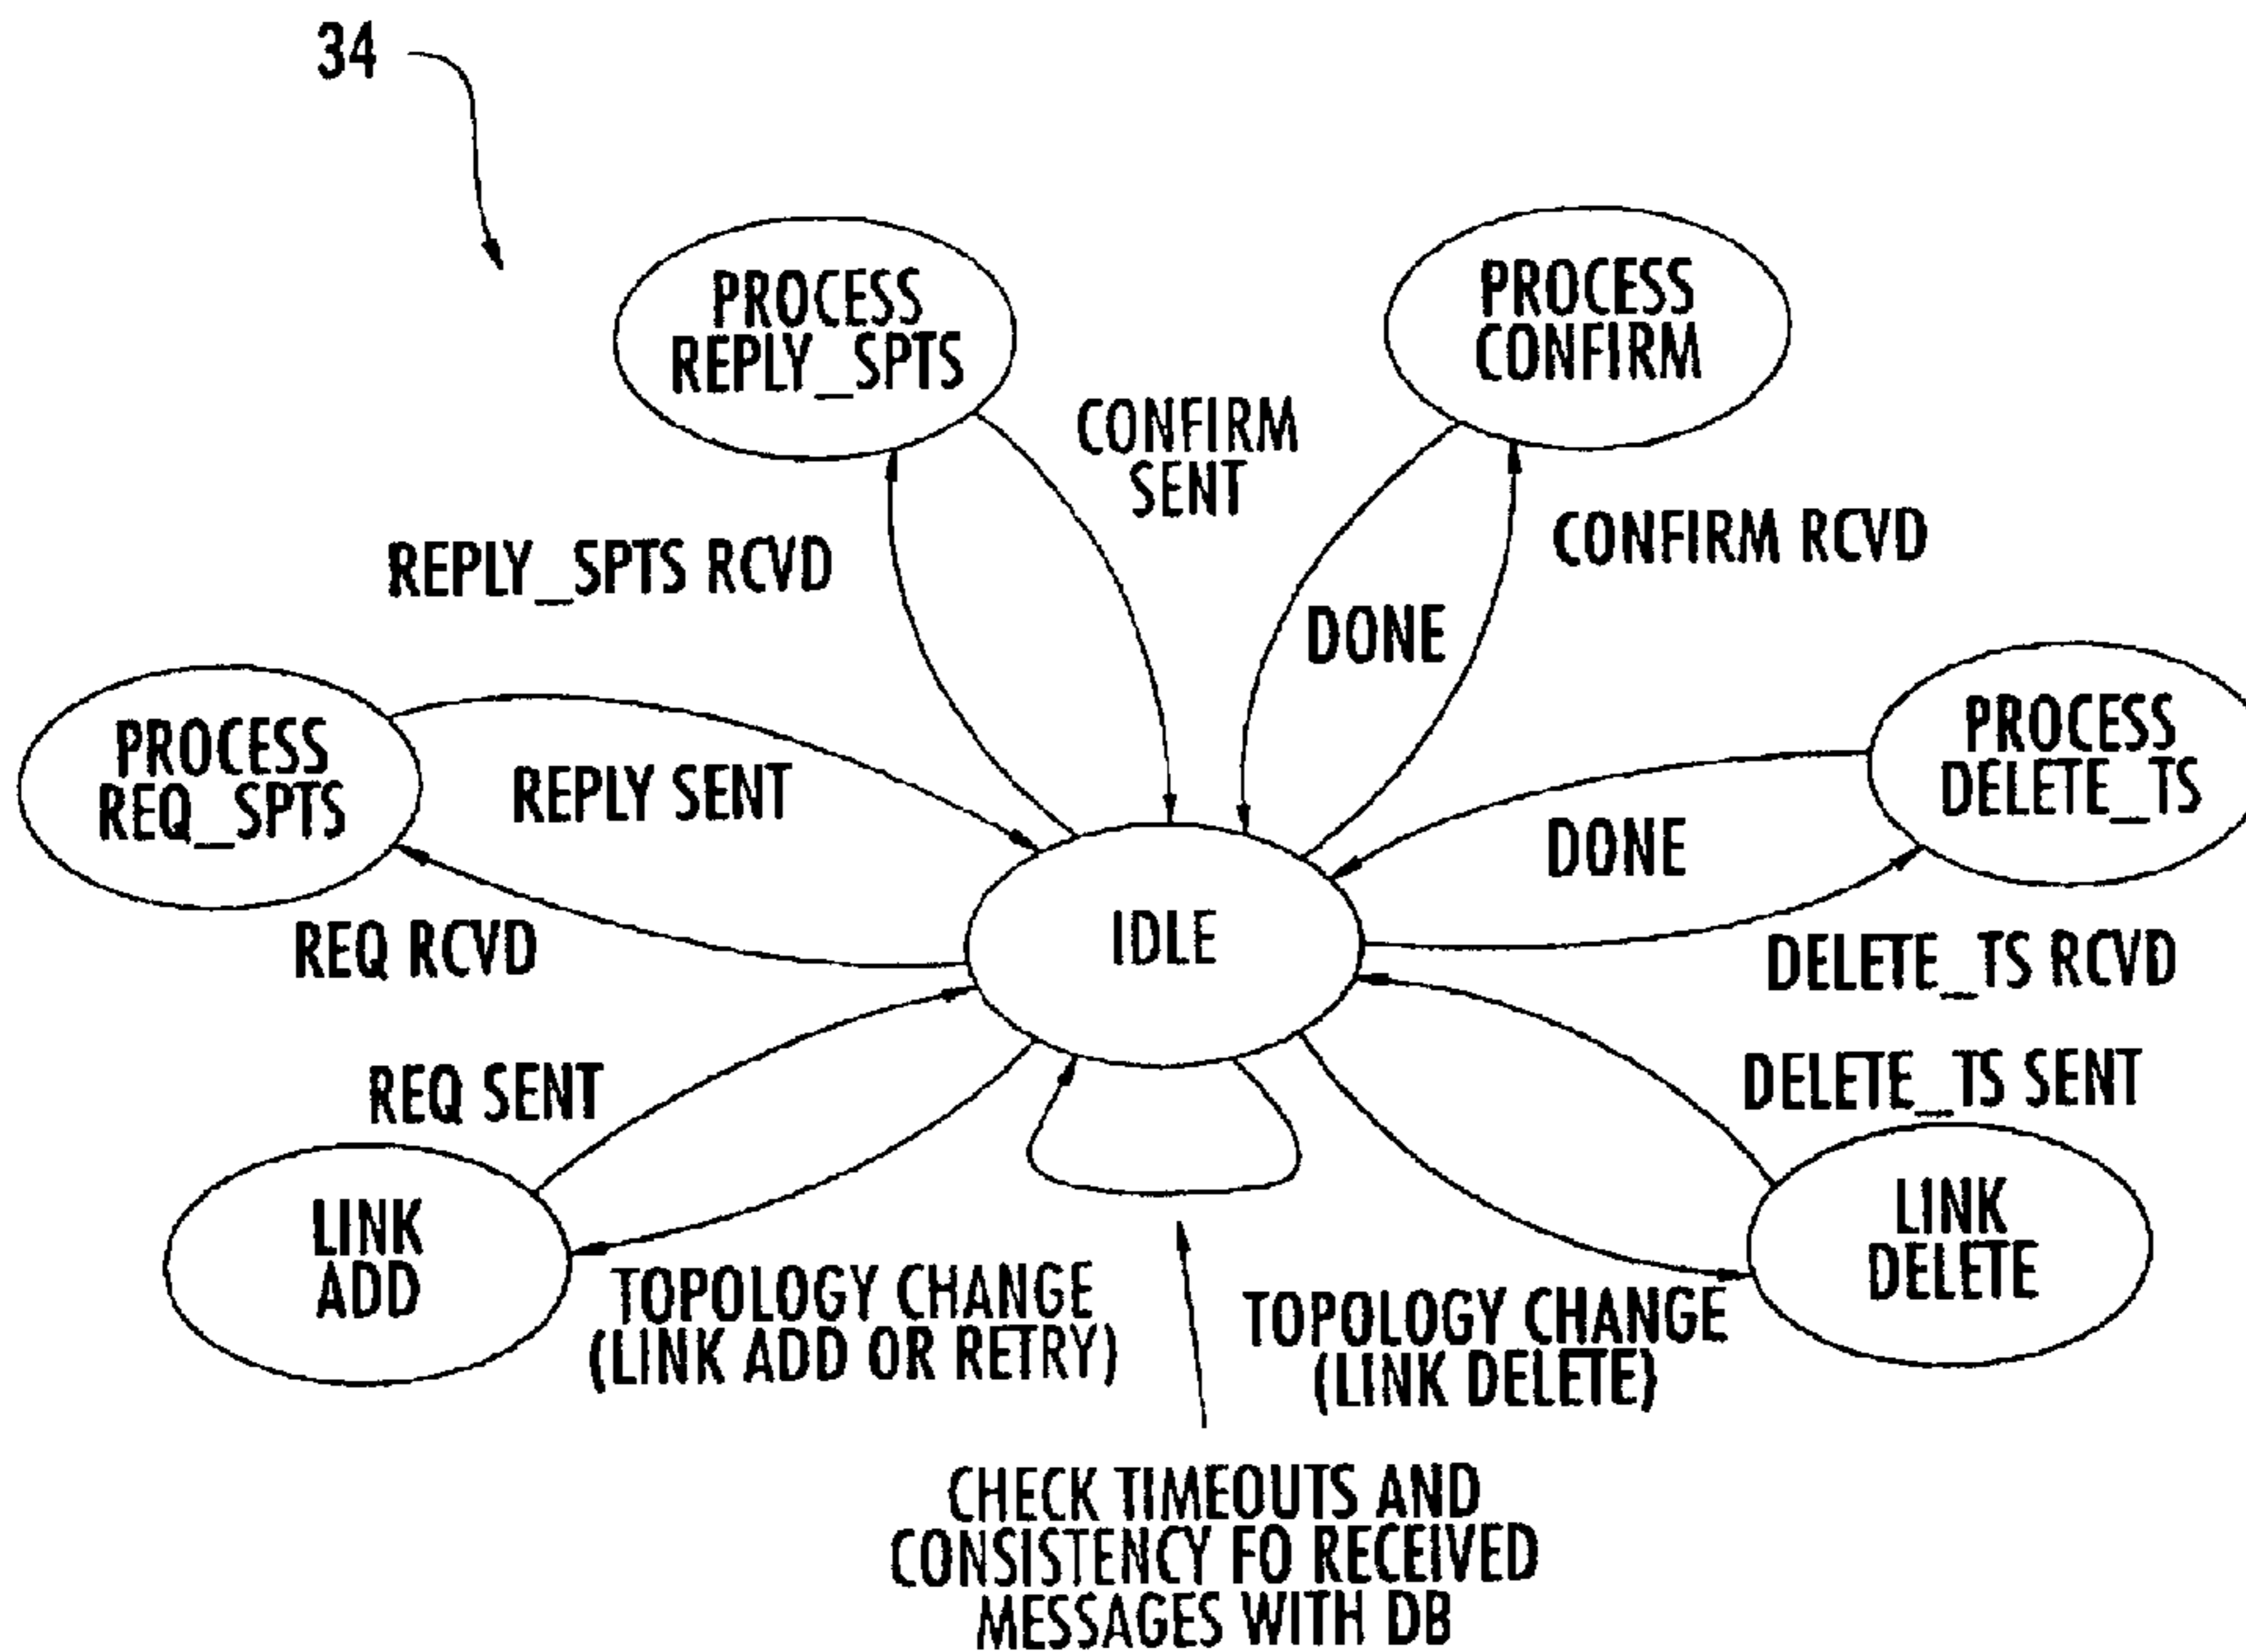 34
PROCESS
REPLY_SPTS
PROCESS
CONFIRM
CONFIRM
SENT
REPLY_SPTS RCVD
CONFIRM RCVD
DONE
PROCESS
REQ_SPTS
REPLY SENT
PROCESS
DELETE_TS
DONE
REQ RCVD
IDLE
DELETE_TS RCVD
REQ SENT
DELETE_TS SENT
LINK
ADD
LINK
DELETE
TOPOLOGY CHANGE
(LINK ADD OR RETRY)
TOPOLOGY CHANGE
(LINK DELETE)
CHECK TIMEOUTS AND
CONSISTENCY FO RECEIVED
MESSAGES WITH DB